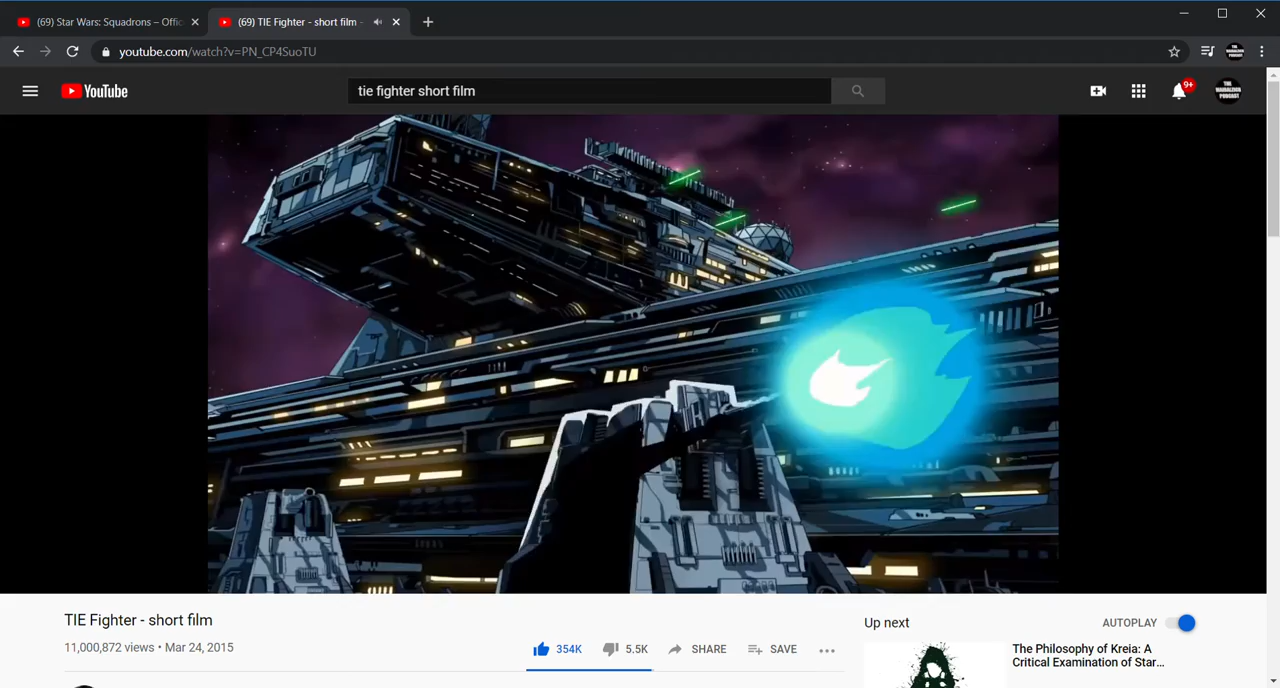 (69) Star Wars: Squadrons – Offic
(69) TIE Fighter - short film -
youtube.com/watch?v=PN_CP4SuoTU
YouTube
tie fighter short film
9+
TIE Fighter - short film
11,000,872 views • Mar 24, 2015
354K
5.5K
SHARE
SAVE
Up next
AUTOPLAY
The Philosophy of Kreia: A
Critical Examination of Star...